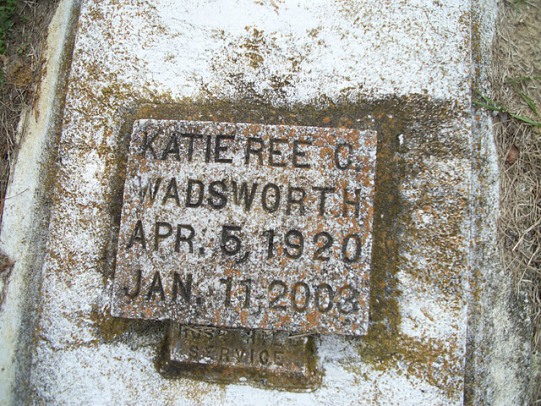 KATIE REE C.
WADSWORTH
APR. 5, 1920
JAN. 11, 2003
SERVICE